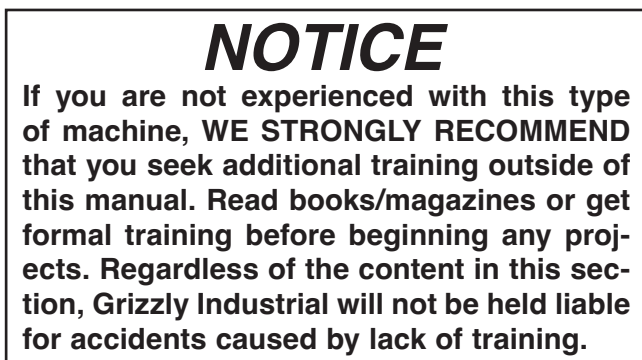 NOTICE
If you are not experienced with this type
of machine, WE STRONGLY RECOMMEND
that you seek additional training outside of
this manual. Read books/magazines or get
formal training before beginning any proj-
ects. Regardless of the content in this sec-
tion, Grizzly Industrial will not be held liable
for accidents caused by lack of training.